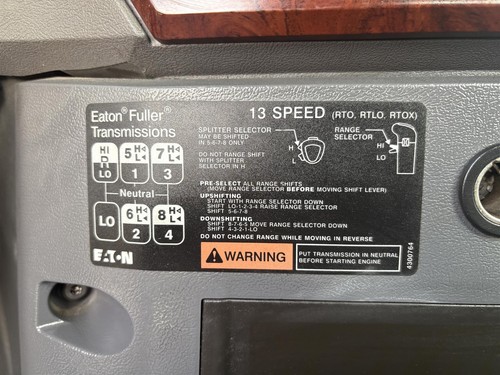 Eaton® Fuller®
Transmissions
13 SPEED (RTO, RTLO, RTOX)
SPLITTER SELECTOR
MAY BE SHIFTED
IN 5-6-7-8 ONLY
H
L
RANGE
SELECTOR
HI
LO
DO NOT RANGE SHIFT
WITH SPLITTER
SELECTOR IN H
HI R LO
5 H L 1
7 H L 3
Neutral
LO
6 H L 2
8 H L 4
PRE-SELECT ALL RANGE SHIFTS
(MOVE RANGE SELECTOR BEFORE MOVING SHIFT LEVER)
UPSHIFTING
START WITH RANGE SELECTOR DOWN
SHIFT LO-1-2-3-4 RAISE RANGE SELECTOR
SHIFT 5-6-7-8
DOWNSHIFTING
SHIFT 8-7-6-5 MOVE RANGE SELECTOR DOWN
SHIFT 4-3-2-1-LO
DO NOT CHANGE RANGE WHILE MOVING IN REVERSE
EATON
WARNING
PUT TRANSMISSION IN NEUTRAL
BEFORE STARTING ENGINE
4300764